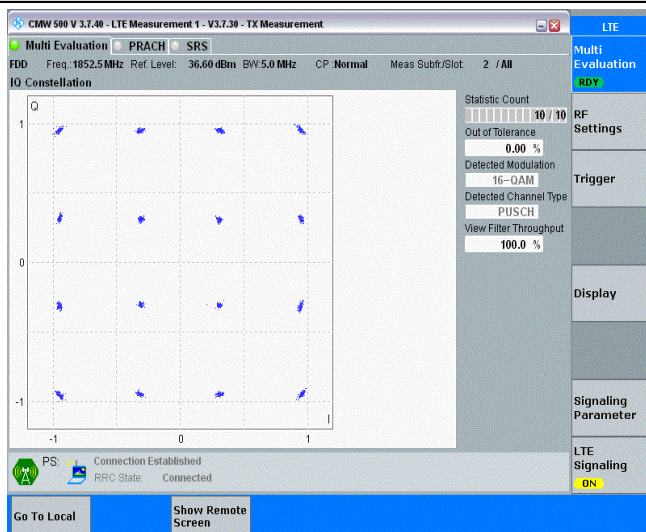 CMW 500 V 3.7.40 - LTE Measurement 1 - V3.7.30 - TX Measurement
LTE
Multi Evaluation PRACH SRS
Multi
Evaluation
RDY
FDD Freq.:1852.5 MHz Ref. Level: 36.60 dBm BW:5.0 MHz CP :Normal Meas Subfr./Slot: 2 / All
IQ Constellation
Q
1
0
-1
-1 0 1
I
Statistic Count
10 / 10
Out of Tolerance
0.00 %
Detected Modulation
16-QAM
Detected Channel Type
PUSCH
View Filter Throughput
100.0 %
RF
Settings
Trigger
Display
Signaling
Parameter
LTE
Signaling
ON
PS: Connection Established
RRC State: Connected
Go To Local
Show Remote
Screen